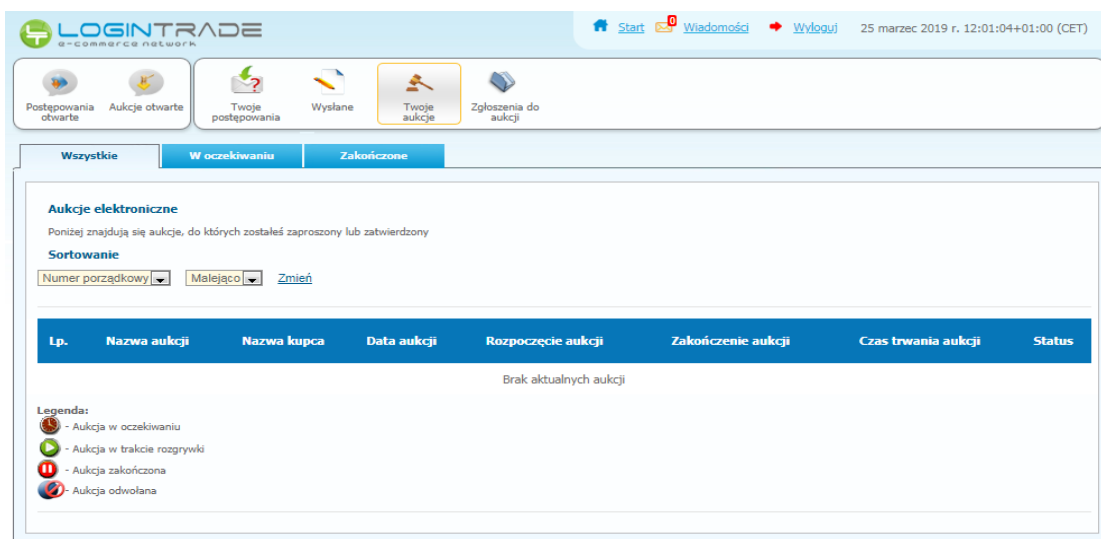 LOGINTRADE
e-commerce network
Start 0 Wiadomości Wyloguj 25 marzec 2019 r. 12:01:04+01:00 (CET)
Postępowania otwarte
Aukcje otwarte
Twoje postępowania
Wysłane
Twoje aukcje
Zgłoszenia do aukcji
Wszystkie W oczekiwaniu Zakończone
Aukcje elektroniczne
Poniżej znajdują się aukcje, do których zostałeś zaproszony lub zatwierdzony
Sortowanie
Numer porządkowy Malejąco Zmień
Lp. Nazwa aukcji Nazwa kupca Data aukcji Rozpoczęcie aukcji Zakończenie aukcji Czas trwania aukcji Status
Brak aktualnych aukcji
Legenda:
- Aukcja w oczekiwaniu
- Aukcja w trakcie rozgrywki
- Aukcja zakończona
- Aukcja odwołana